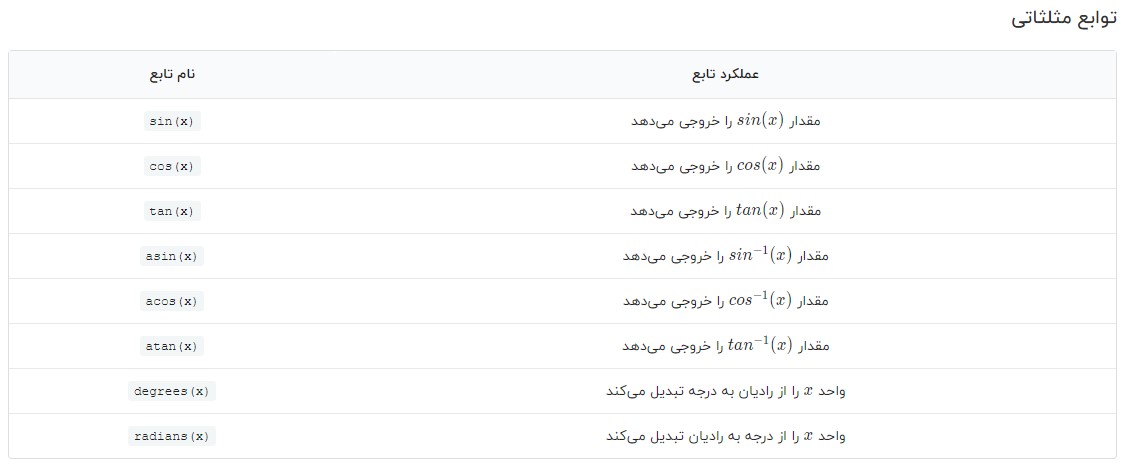 توابع مثلثاتی
عملکرد تابع نام تابع
مقدار sin(x) را خروجی می‌دهد sin(x)
مقدار cos(x) را خروجی می‌دهد cos(x)
مقدار tan(x) را خروجی می‌دهد tan(x)
مقدار sin⁻¹(x) را خروجی می‌دهد asin(x)
مقدار cos⁻¹(x) را خروجی می‌دهد acos(x)
مقدار tan⁻¹(x) را خروجی می‌دهد atan(x)
واحد x را از رادیان به درجه تبدیل می‌کند degrees(x)
واحد x را از درجه به رادیان تبدیل می‌کند radians(x)